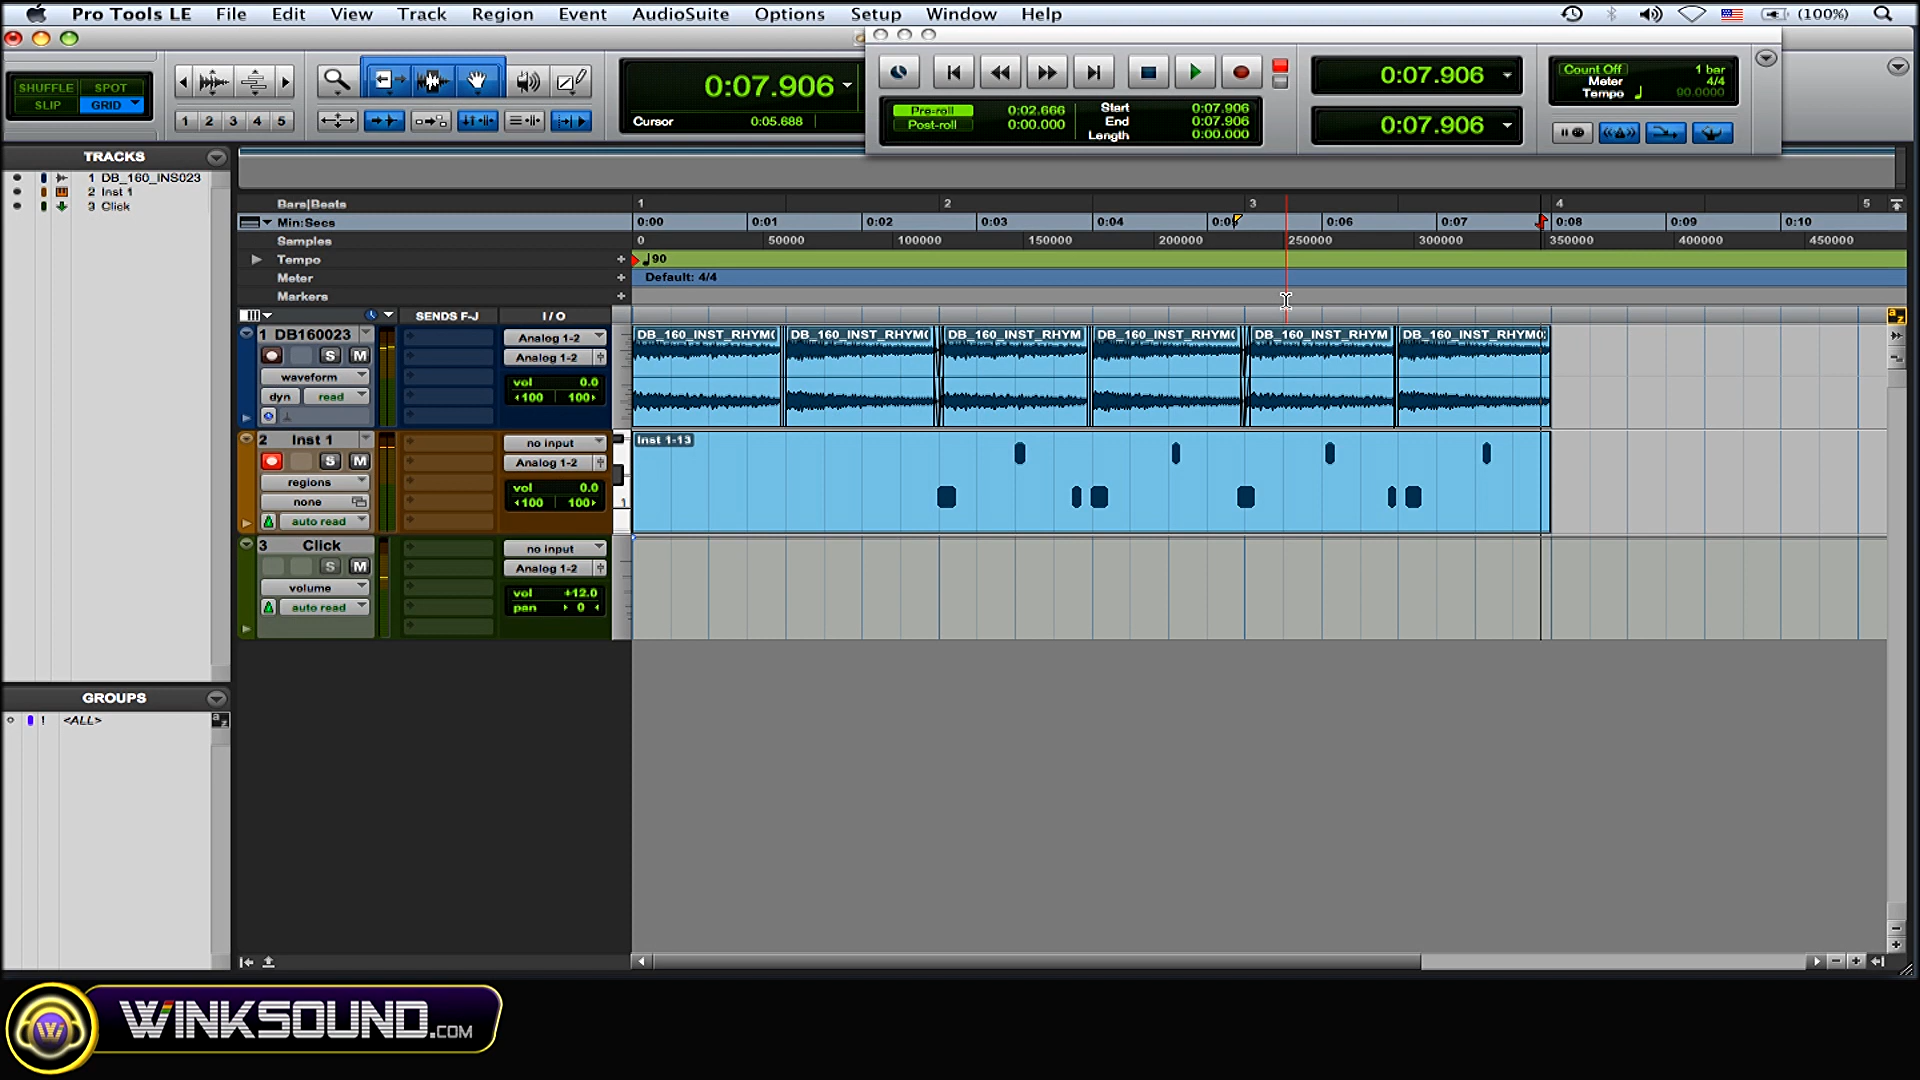 Pro Tools LE File Edit View Track Region Event AudioSuite Options Setup Window Help (100%)
SHUFFLE SPOT
SLIP GRID
1 2 3 4 5
0:07.906
Cursor 0:05.688
Pre-roll 0:02.666
Post-roll 0:00.000
Start 0:07.906
End 0:07.906
Length 0:00.000
0:07.906
0:07.906
Count Off 1 bar
Meter 4/4
Tempo 90.0000
TRACKS
1 DB_160_INS023
2 Inst 1
3 Click
GROUPS
! <ALL>
Bars|Beats 1 2 3 4 5
Min:Secs 0:00 0:01 0:02 0:03 0:04 0:05 0:06 0:07 0:08 0:09 0:10
Samples 0 50000 100000 150000 200000 250000 300000 350000 400000 450000
Tempo 90
Meter Default: 4/4
Markers
SENDS F-J I / O
1 DB160023
S M
waveform
dyn read
Analog 1-2
Analog 1-2
vol 0.0
100 100
DB_160_INST_RHYM DB_160_INST_RHYM DB_160_INST_RHYM DB_160_INST_RHYM DB_160_INST_RHYM DB_160_INST_RHYM
2 Inst 1
S M
regions
none
auto read
no input
Analog 1-2
vol 0.0
100 100
Inst 1-13
1
3 Click
S M
volume
auto read
no input
Analog 1-2
vol +12.0
pan 0
a z
WINKSOUND.COM
W